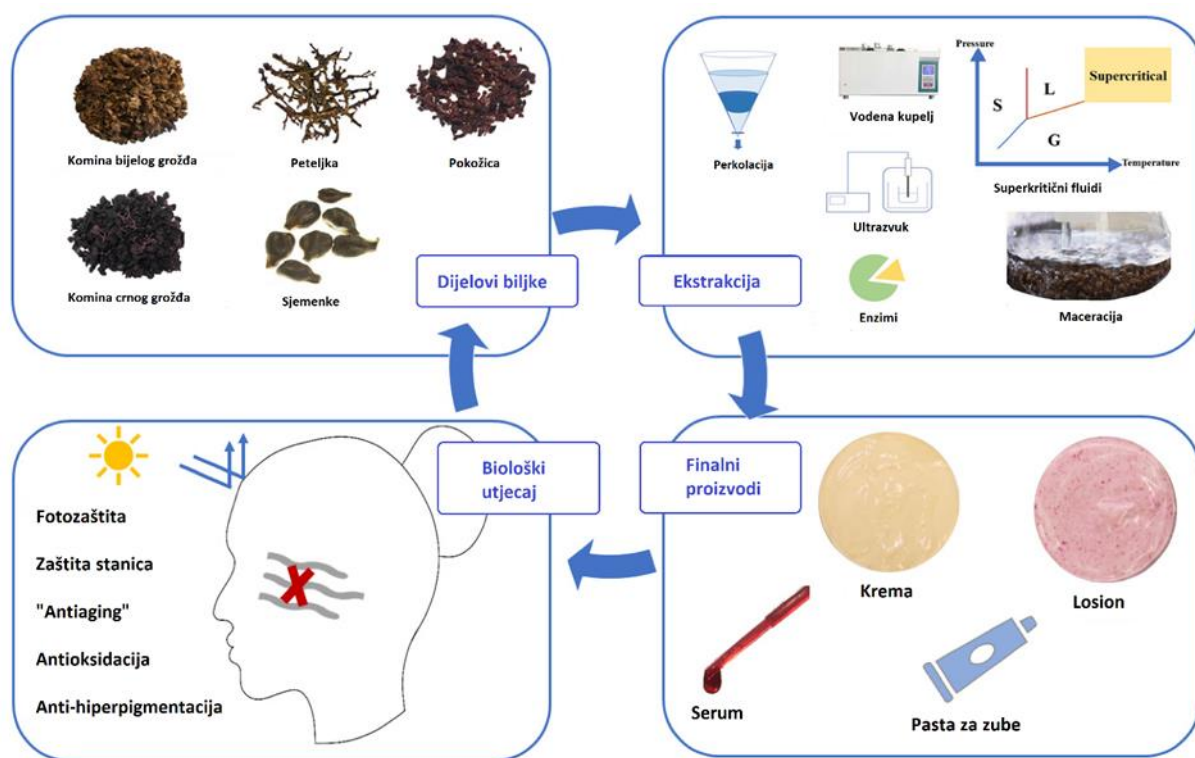 Komina bijelog grožđa
Peteljka
Pokožica
Komina crnog grožđa
Sjemenke
Dijelovi biljke
Perkolacija
Vodena kupelj
Pressure
S
L
G
Supercritical
Temperature
Superkritični fluidi
Ultrazvuk
Enzimi
Maceracija
Ekstrakcija
Biološki
utjecaj
Fotozaštita
Zaštita stanica
"Antiaging"
Antioksidacija
Anti-hiperpigmentacija
Finalni
proizvodi
Krema
Losion
Serum
Pasta za zube